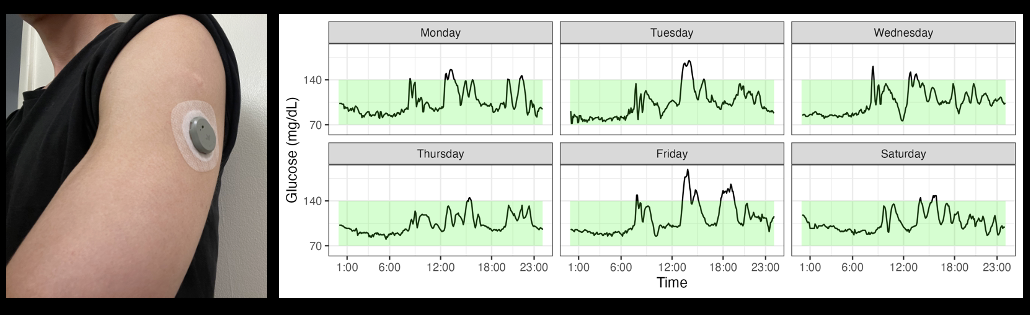 Monday
Tuesday
Wednesday
140
70
Thursday
Friday
Saturday
140
70
Glucose (mg/dL)
1:00 6:00 12:00 18:00 23:00
1:00 6:00 12:00 18:00 23:00
1:00 6:00 12:00 18:00 23:00
Time